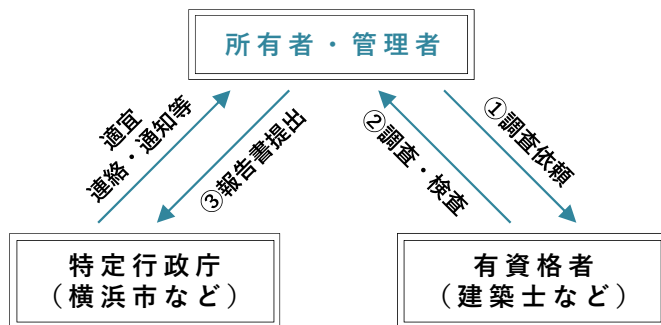 所有者・管理者
適宜
連絡・通知等
③報告書提出
②調査・検査
①調査依頼
特定行政庁
（横浜市など）
有資格者
（建築士など）